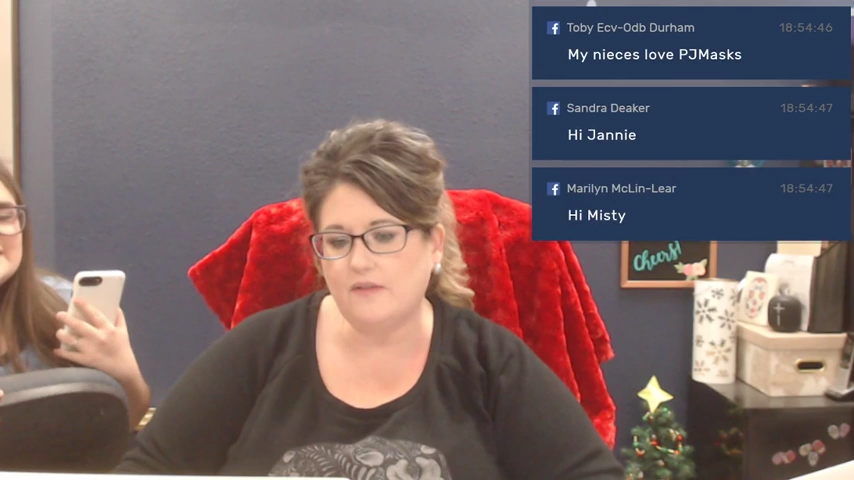 Toby Ecv-Odb Durham
18:54:46
My nieces love PJMasks
Sandra Deaker
18:54:47
Hi Jannie
Marilyn McLin-Lear
18:54:47
Hi Misty
Cheers!